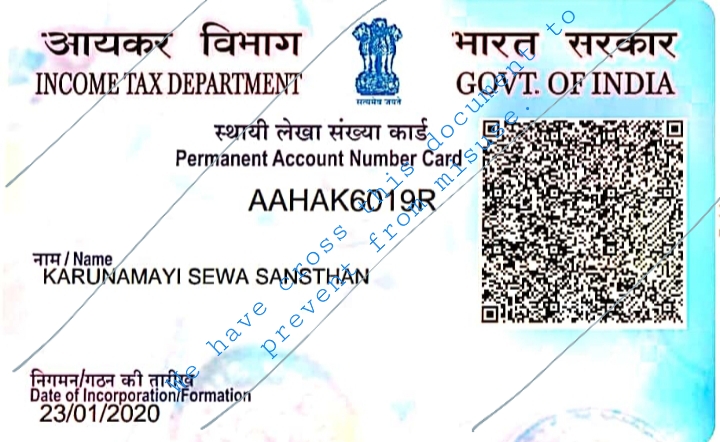 आयकर विभाग
INCOME TAX DEPARTMENT
सत्यमेव जयते
भारत सरकार
GOVT. OF INDIA
स्थायी लेखा संख्या कार्ड
Permanent Account Number Card
AAHAK6019R
नाम / Name
KARUNAMAYI SEWA SANSTHAN
We have cross this document to
prevent from misuse.
निगमन/गठन की तारीख
Date of Incorporation/Formation
23/01/2020